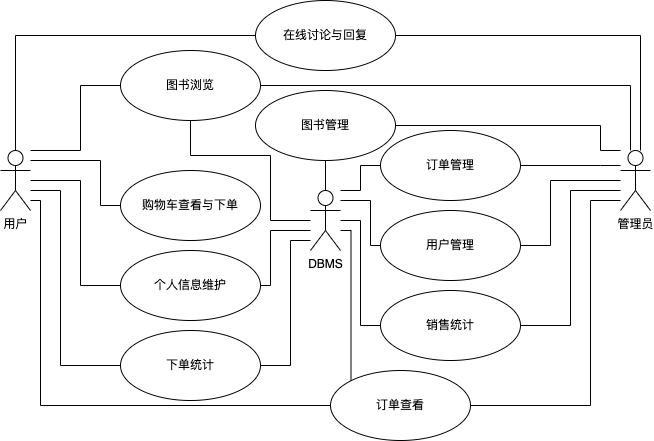 在线讨论与回复
图书浏览
图书管理
订单管理
购物车查看与下单
用户
管理员
用户管理
DBMS
个人信息维护
销售统计
下单统计
订单查看